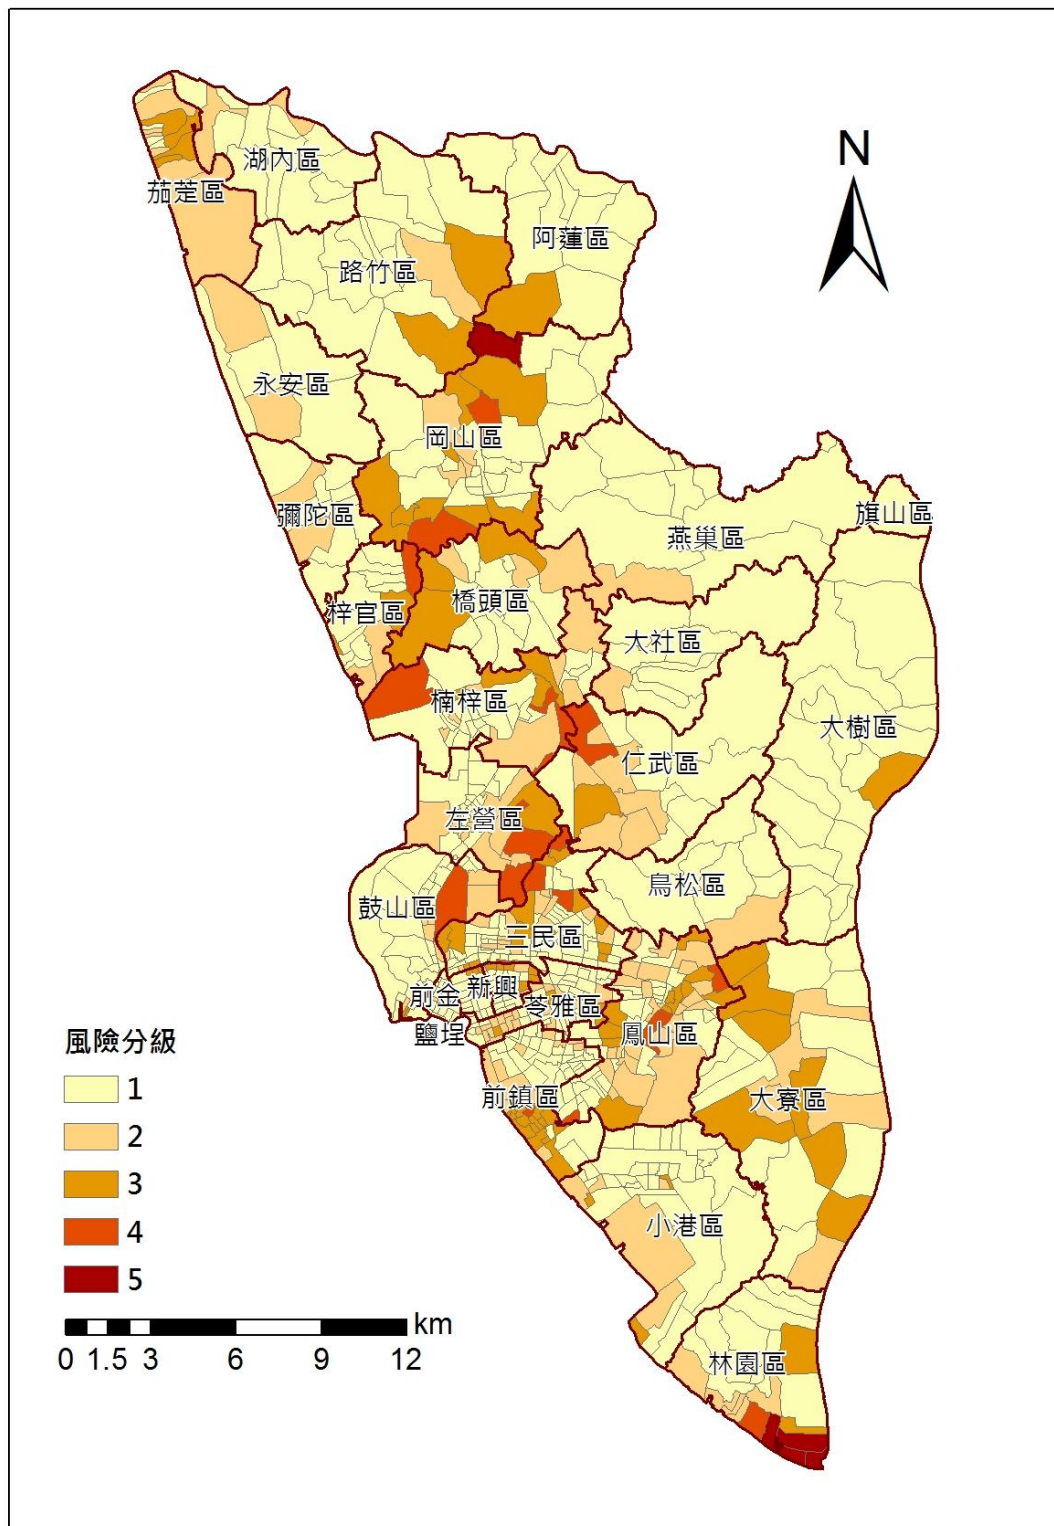 N
湖內區
茄萣區
阿蓮區
路竹區
永安區
岡山區
彌陀區
旗山區
燕巢區
橋頭區
梓官區
大社區
楠梓區
大樹區
仁武區
左營區
鳥松區
鼓山區
三民區
新興
前金
苓雅區
鹽埕
鳳山區
前鎮區
大寮區
小港區
林園區
風險分級
1
2
3
4
5
km
0 1.5 3 6 9 12